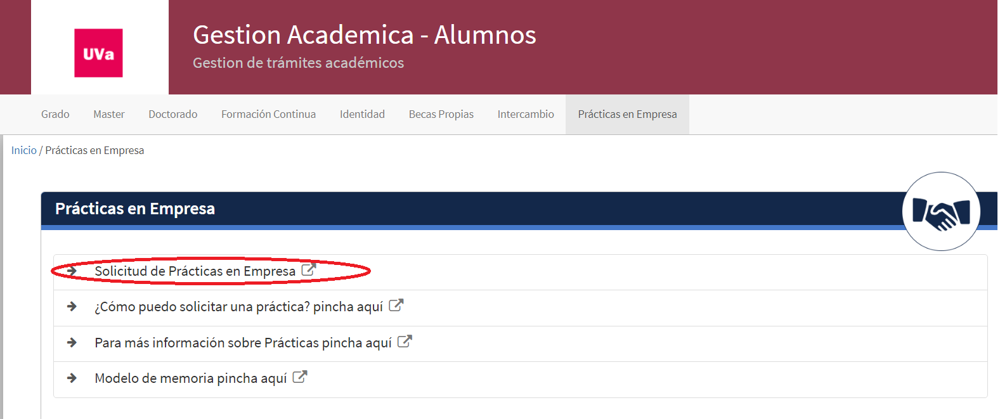 UVa
Gestion Academica - Alumnos
Gestion de trámites académicos
Grado Master Doctorado Formación Continua Identidad Becas Propias Intercambio Prácticas en Empresa
Inicio / Prácticas en Empresa
Prácticas en Empresa
Solicitud de Prácticas en Empresa
¿Cómo puedo solicitar una práctica? pincha aquí
Para más información sobre Prácticas pincha aquí
Modelo de memoria pincha aquí